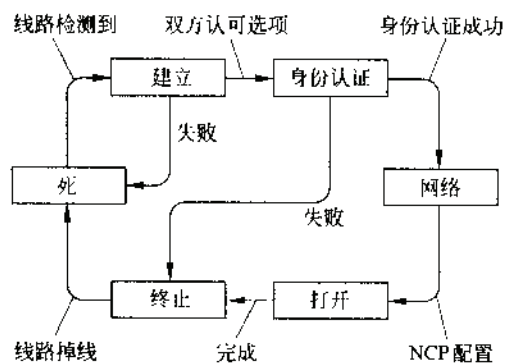 线路检测到
双方认可选项
身份认证成功
建立
身份认证
失败
死
网络
失败
终止
打开
线路掉线
完成
NCP配置